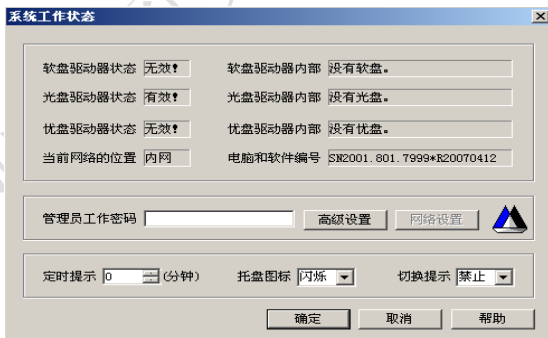 系统工作状态
软盘驱动器状态 无效! 软盘驱动器内部 没有软盘。
光盘驱动器状态 有效! 光盘驱动器内部 没有光盘。
优盘驱动器状态 无效! 优盘驱动器内部 没有优盘。
当前网络的位置 内网 电脑和软件编号 SN2001.801.7999*R20070412
管理员工作密码 高级设置 网络设置
定时提示 0 (分钟) 托盘图标 闪烁 切换提示 禁止
确定 取消 帮助